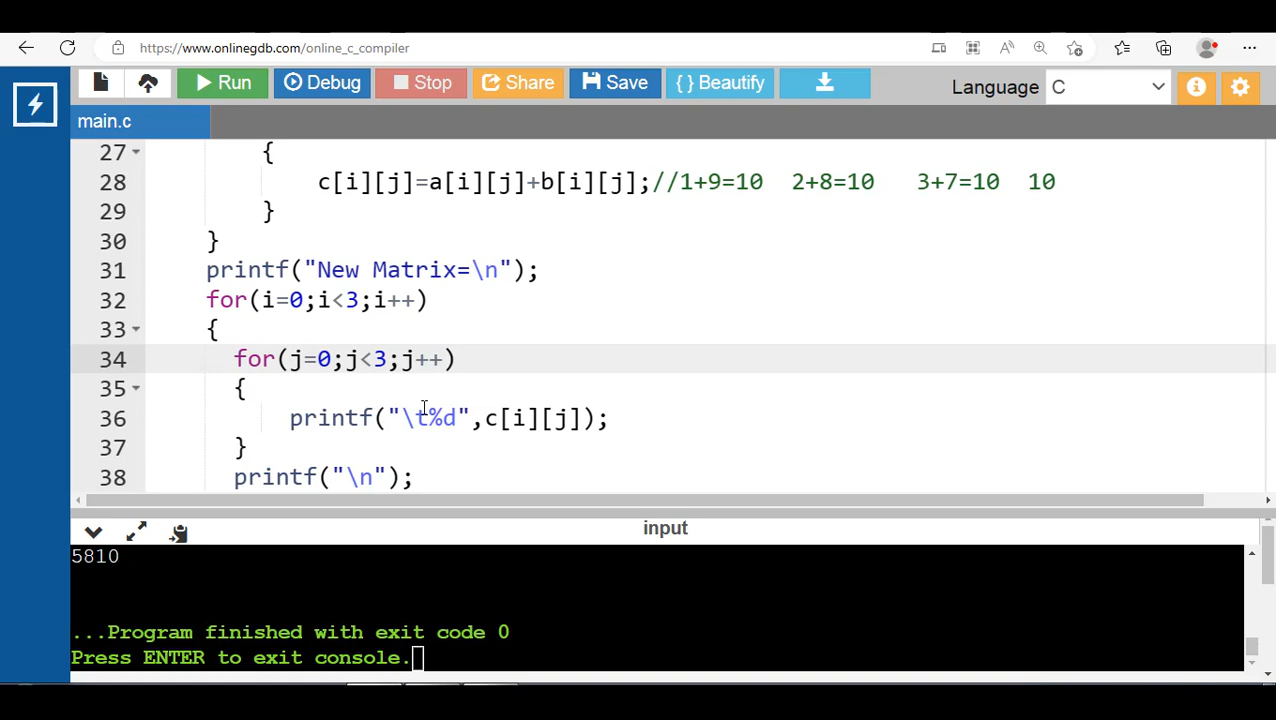 https://www.onlinegdb.com/online_c_compiler
Run Debug Stop Share Save { } Beautify Language C
main.c
27 {
28 c[i][j]=a[i][j]+b[i][j];//1+9=10 2+8=10 3+7=10 10
29 }
30 }
31 printf("New Matrix=\n");
32 for(i=0;i<3;i++)
33 {
34 for(j=0;j<3;j++)
35 {
36 printf("\t%d",c[i][j]);
37 }
38 printf("\n");
input
5810
...Program finished with exit code 0
Press ENTER to exit console.